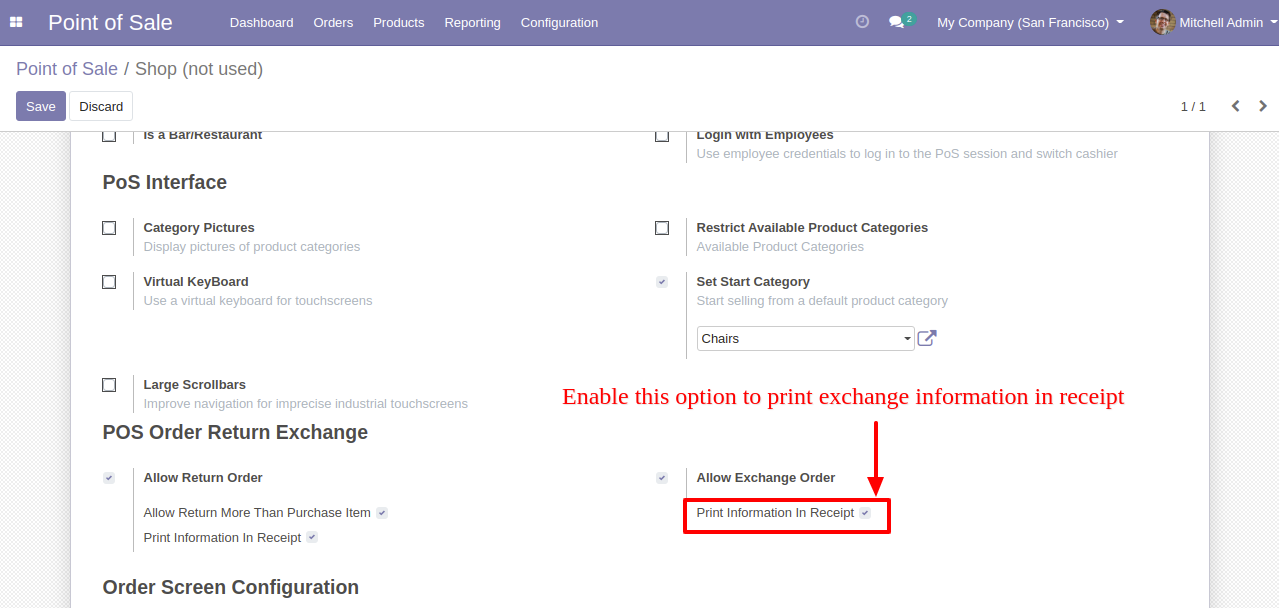 Point of Sale Dashboard Orders Products Reporting Configuration 2 My Company (San Francisco) Mitchell Admin
Point of Sale / Shop (not used)
Save Discard 1 / 1
Is a Bar/Restaurant Login with Employees
Use employee credentials to log in to the PoS session and switch cashier
PoS Interface
Category Pictures Restrict Available Product Categories
Display pictures of product categories Available Product Categories
Virtual KeyBoard Set Start Category
Use a virtual keyboard for touchscreens Start selling from a default product category
Chairs
Large Scrollbars
Enable this option to print exchange information in receipt
Improve navigation for imprecise industrial touchscreens
POS Order Return Exchange
Allow Return Order Allow Exchange Order
Allow Return More Than Purchase Item Print Information In Receipt
Print Information In Receipt
Order Screen Configuration